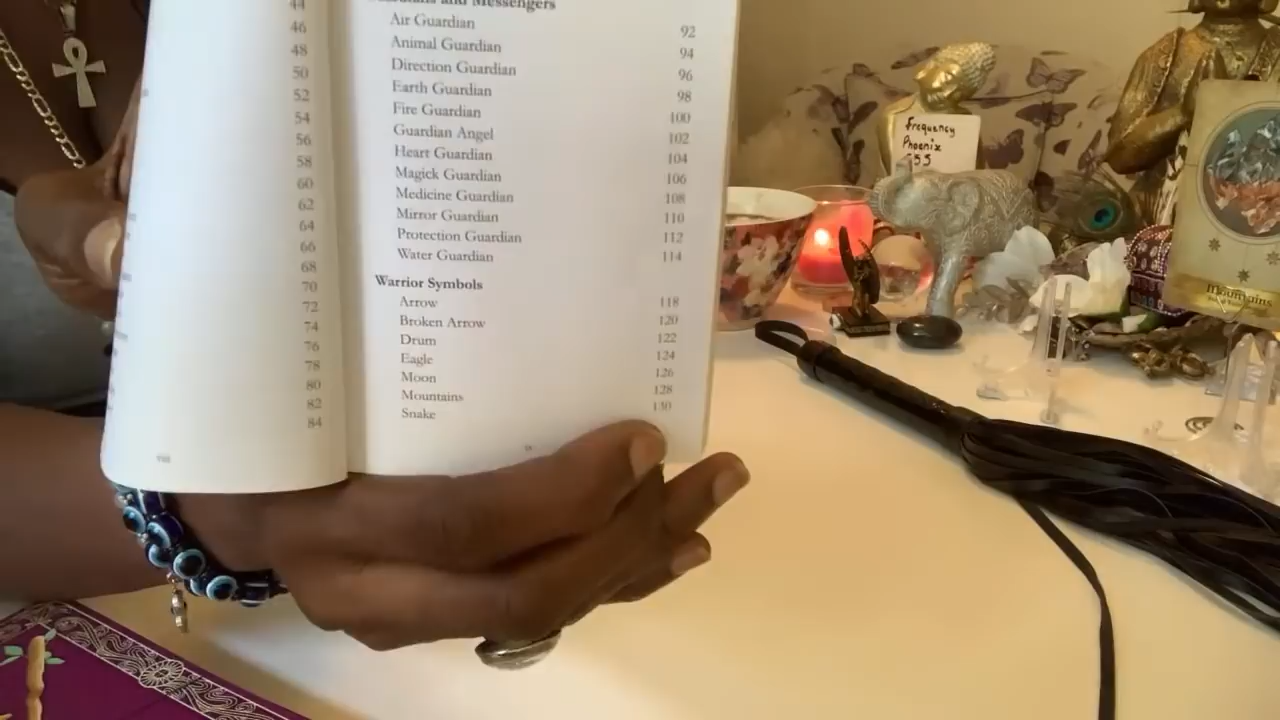 44
46
48
50
52
54
56
58
60
62
64
66
68
70
72
74
76
78
80
82
84
viii
and Messengers
Air Guardian 92
Animal Guardian 94
Direction Guardian 96
Earth Guardian 98
Fire Guardian 100
Guardian Angel 102
Heart Guardian 104
Magick Guardian 106
Medicine Guardian 108
Mirror Guardian 110
Protection Guardian 112
Water Guardian 114
Warrior Symbols
Arrow 118
Broken Arrow 120
Drum 122
Eagle 124
Moon 126
Mountains 128
Snake 130
Frequency
Phoenix
555
Mountains